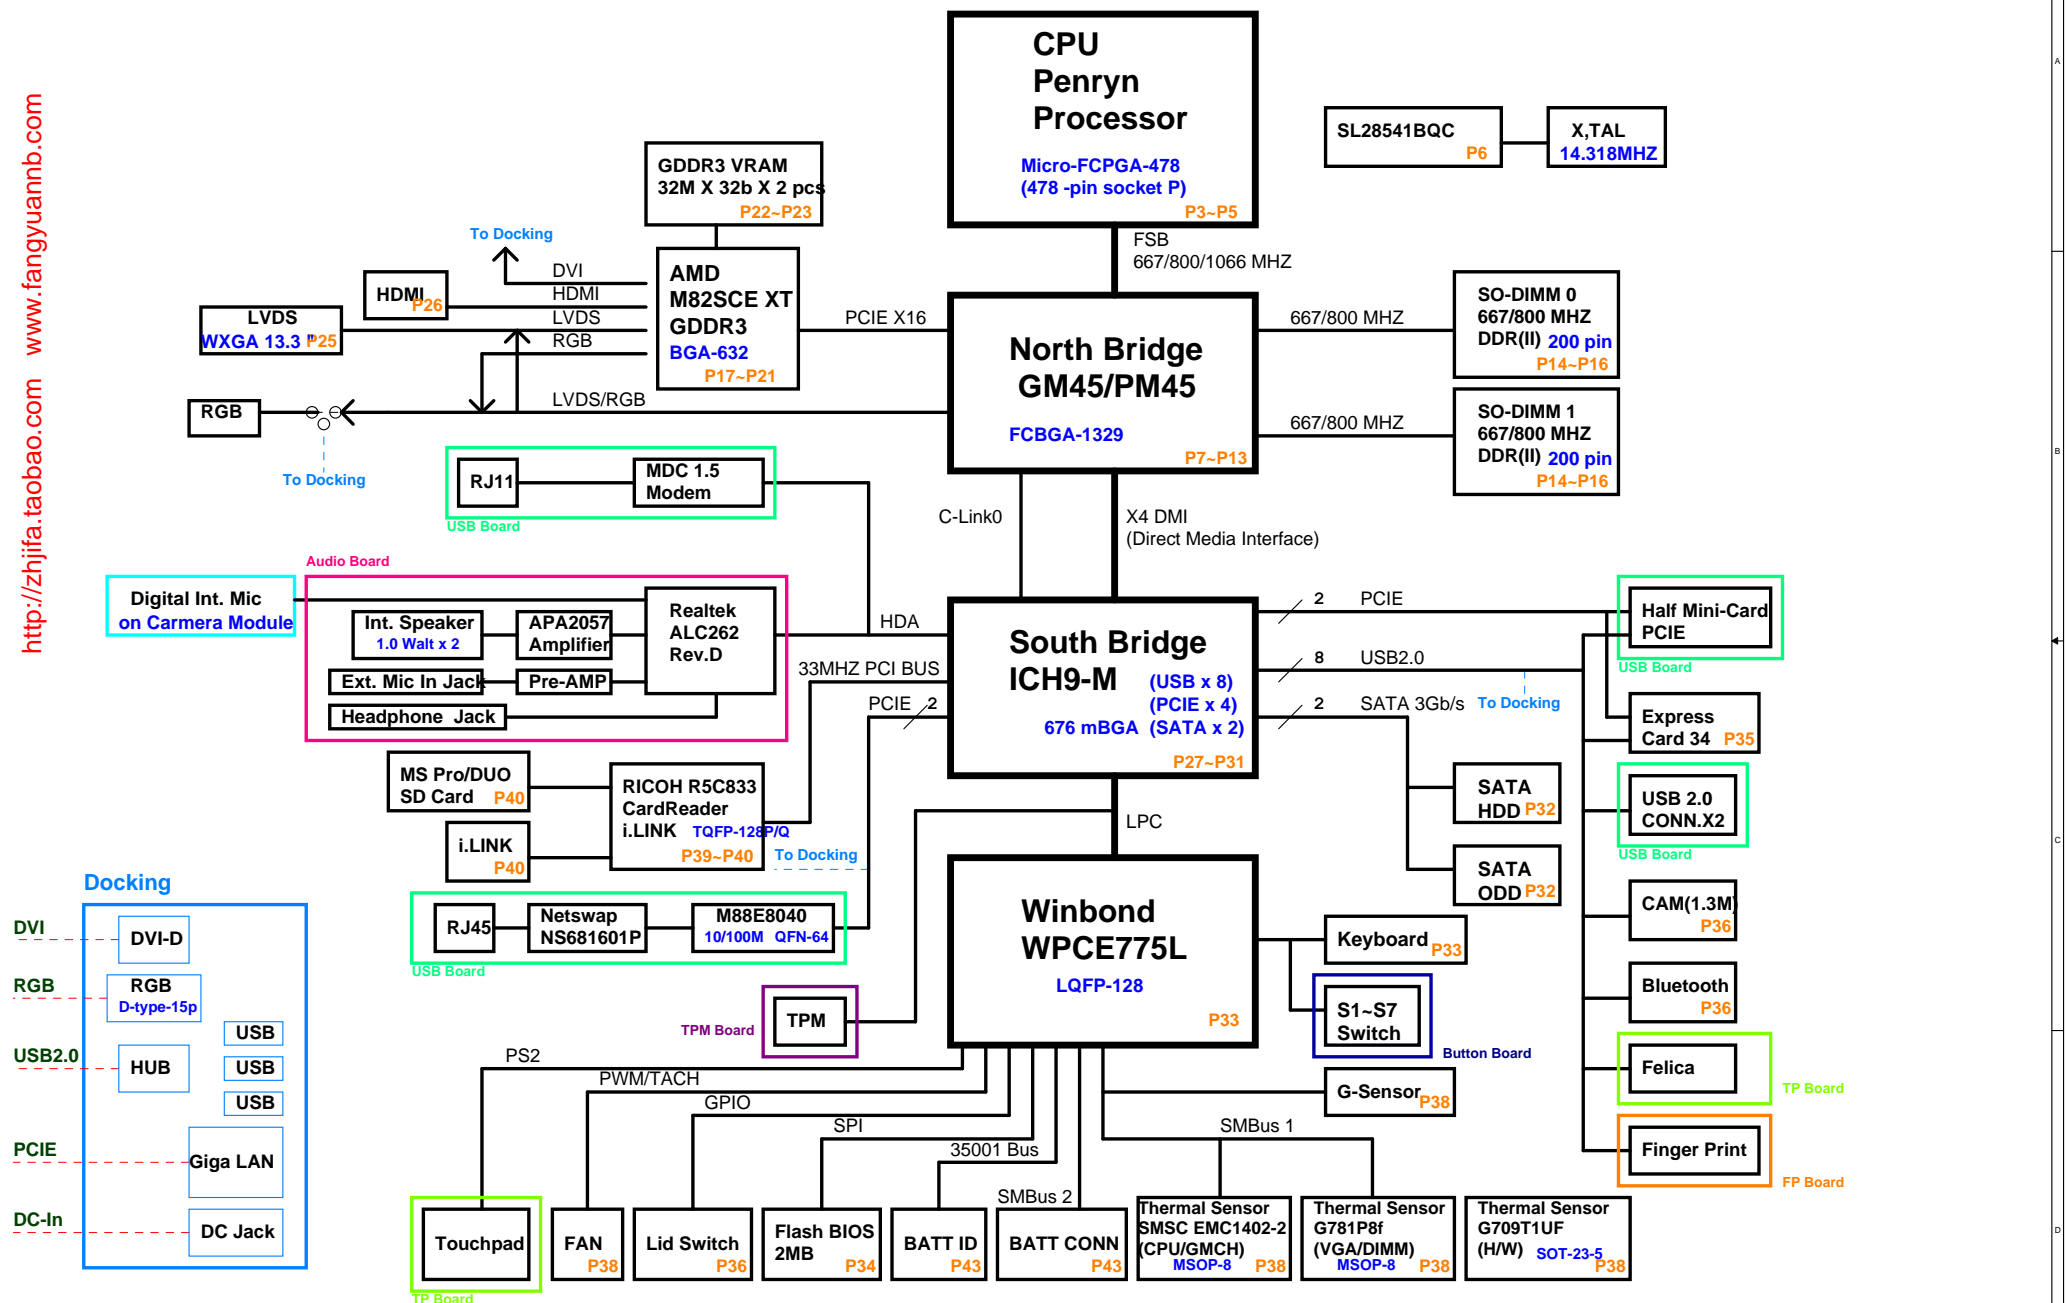 http://zhjifa.taobao.com www.fangyuannb.com
CPU
Penryn
Processor
Micro-FCPGA-478
(478 -pin socket P)
P3~P5
SL28541BQC
P6
X,TAL
14.318MHZ
GDDR3 VRAM
32M X 32b X 2 pcs
P22~P23
To Docking
FSB
667/800/1066 MHZ
DVI
HDMI
LVDS
RGB
HDMI
P26
LVDS
WXGA 13.3 "
P25
AMD
M82SCE XT
GDDR3
BGA-632
P17~P21
PCIE X16
North Bridge
GM45/PM45
FCBGA-1329
P7~P13
667/800 MHZ
SO-DIMM 0
667/800 MHZ
DDR(II) 200 pin
P14~P16
667/800 MHZ
SO-DIMM 1
667/800 MHZ
DDR(II) 200 pin
P14~P16
RGB
LVDS/RGB
To Docking
RJ11
MDC 1.5
Modem
USB Board
C-Link0
X4 DMI
(Direct Media Interface)
Audio Board
Digital Int. Mic
on Carmera Module
Int. Speaker
1.0 Walt x 2
APA2057
Amplifier
Realtek
ALC262
Rev.D
Ext. Mic In Jack
Pre-AMP
Headphone Jack
HDA
33MHZ PCI BUS
PCIE
2
South Bridge
ICH9-M
(USB x 8)
(PCIE x 4)
676 mBGA (SATA x 2)
P27~P31
2 PCIE
8 USB2.0
2 SATA 3Gb/s
To Docking
Half Mini-Card
PCIE
USB Board
Express
Card 34 P35
MS Pro/DUO
SD Card P40
i.LINK
P40
RICOH R5C833
CardReader
i.LINK TQFP-128P/Q
P39~P40
To Docking
LPC
SATA
HDD P32
SATA
ODD P32
USB 2.0
CONN.X2
USB Board
CAM(1.3M)
P36
Bluetooth
P36
Felica
TP Board
Finger Print
FP Board
RJ45
Netswap
NS681601P
M88E8040
10/100M QFN-64
USB Board
Winbond
WPCE775L
LQFP-128
P33
Keyboard P33
S1~S7
Switch
Button Board
TPM
TPM Board
G-Sensor P38
PS2
PWM/TACH
GPIO
SPI
35001 Bus
SMBus 2
SMBus 1
Touchpad
TP Board
FAN
P38
Lid Switch
P36
Flash BIOS
2MB
P34
BATT ID
P43
BATT CONN
P43
Thermal Sensor
SMSC EMC1402-2
(CPU/GMCH)
MSOP-8 P38
Thermal Sensor
G781P8f
(VGA/DIMM)
MSOP-8 P38
Thermal Sensor
G709T1UF
(H/W) SOT-23-5
P38
Docking
DVI
DVI-D
RGB
RGB
D-type-15p
USB
USB2.0
HUB
USB
USB
PCIE
Giga LAN
DC-In
DC Jack
A
B
C
D